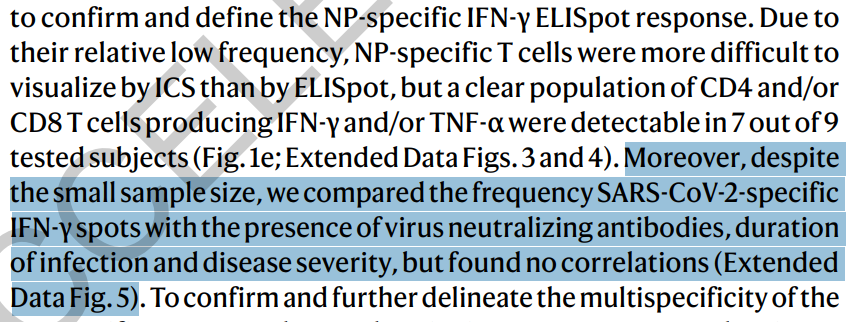 to confirm and define the NP-specific IFN-γ ELISpot response. Due to
their relative low frequency, NP-specific T cells were more difficult to
visualize by ICS than by ELISpot, but a clear population of CD4 and/or
CD8 T cells producing IFN-γ and/or TNF-α were detectable in 7 out of 9
tested subjects (Fig. 1e; Extended Data Figs. 3 and 4). Moreover, despite
the small sample size, we compared the frequency SARS-CoV-2-specific
IFN-γ spots with the presence of virus neutralizing antibodies, duration
of infection and disease severity, but found no correlations (Extended
Data Fig. 5). To confirm and further delineate the multispecificity of the